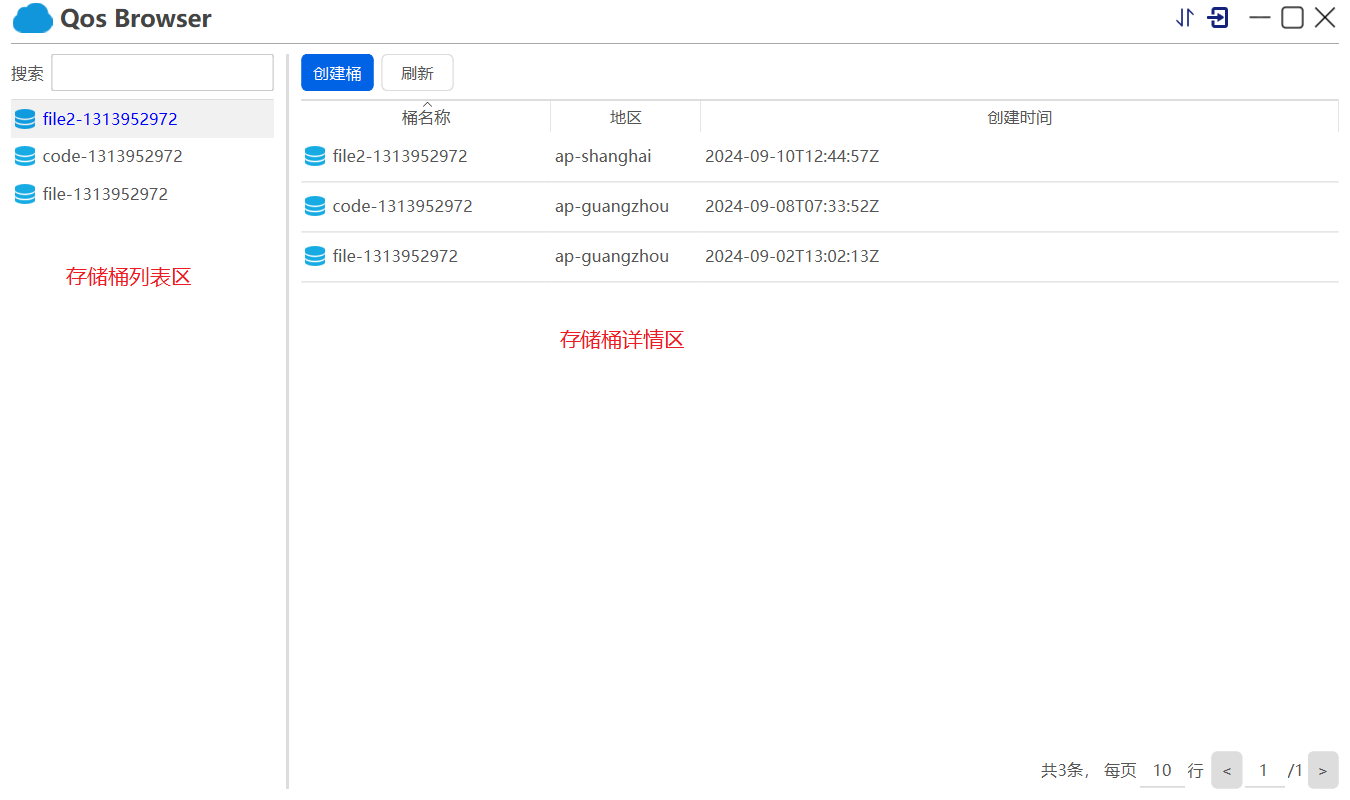 Qos Browser
搜索
file2-1313952972
code-1313952972
file-1313952972
存储桶列表区
创建桶 刷新
桶名称 地区 创建时间
file2-1313952972 ap-shanghai 2024-09-10T12:44:57Z
code-1313952972 ap-guangzhou 2024-09-08T07:33:52Z
file-1313952972 ap-guangzhou 2024-09-02T13:02:13Z
存储桶详情区
共3条， 每页 10 行 < 1 /1 >